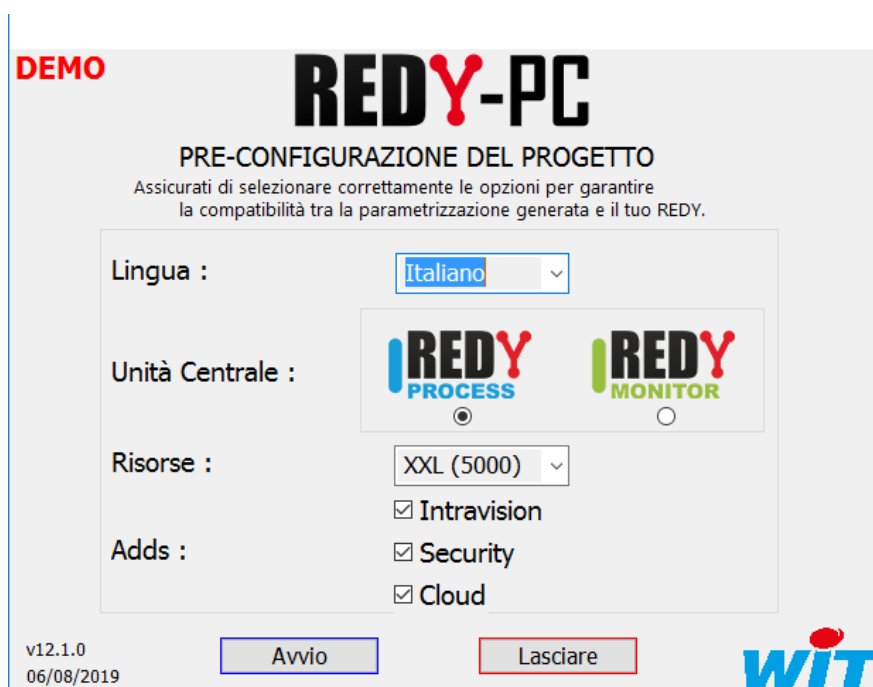 DEMO
REDY-PC
PRE-CONFIGURAZIONE DEL PROGETTO
Assicurati di selezionare correttamente le opzioni per garantire
la compatibilità tra la parametrizzazione generata e il tuo REDY.
Lingua :
Italiano
Unità Centrale :
REDY
PROCESS
REDY
MONITOR
Risorse :
XXL (5000)
Adds :
Intravision
Security
Cloud
v12.1.0
06/08/2019
Avvio
Lasciare
WIT